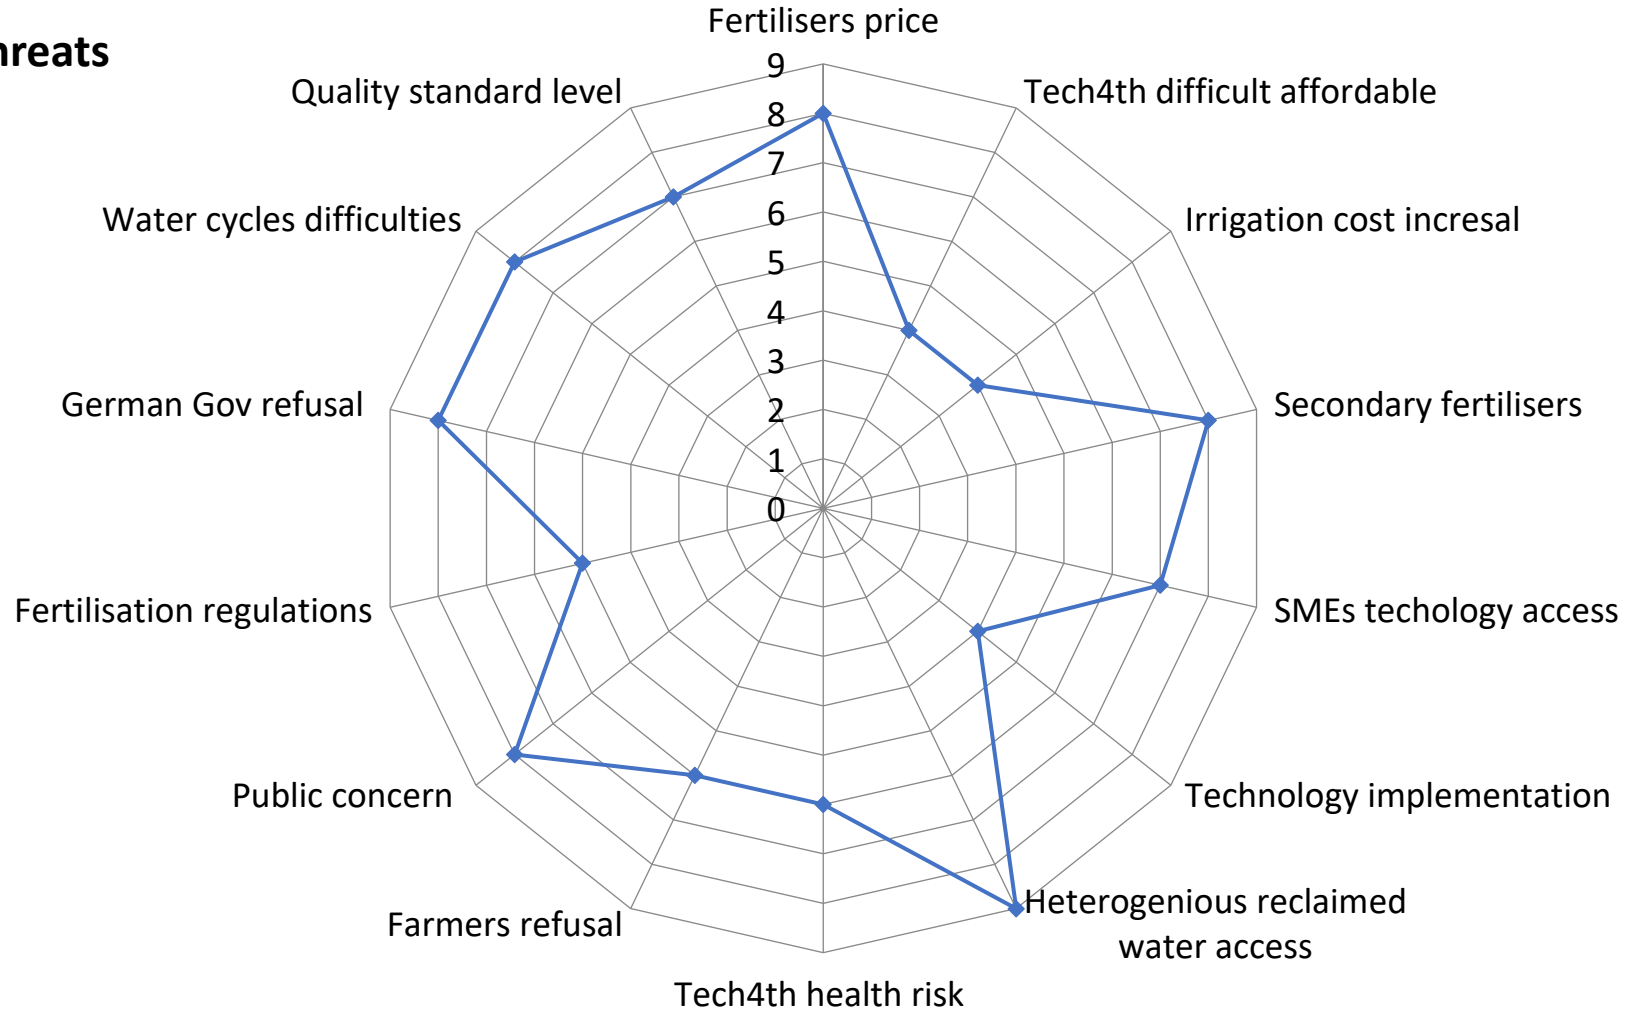 hreats
Fertilisers price
Tech4th difficult affordable
Irrigation cost incresal
Secondary fertilisers
SMEs techology access
Technology implementation
Heterogenious reclaimed
water access
Tech4th health risk
Farmers refusal
Public concern
Fertilisation regulations
German Gov refusal
Water cycles difficulties
Quality standard level
9
8
7
6
5
4
3
2
1
0